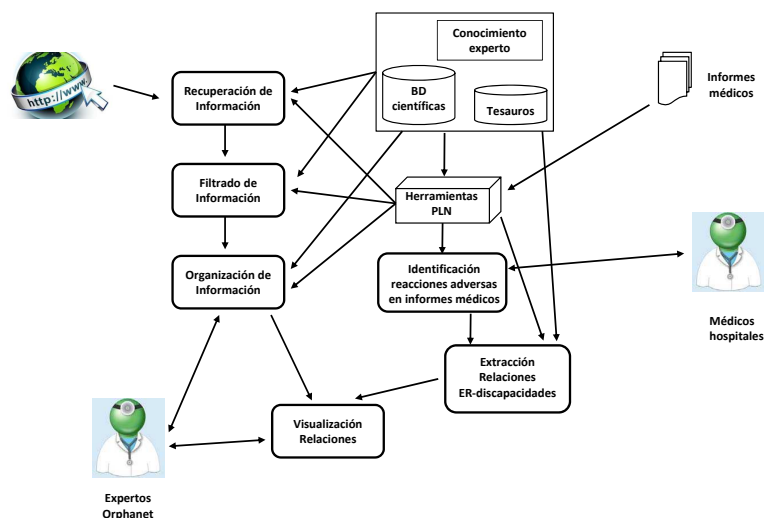 Conocimiento
experto
BD
científicas
Tesauros
http://www.
Informes
médicos
Recuperación de
Información
Filtrado de
Información
Herramientas
PLN
Organización de
Información
Identificación
reacciones adversas
en informes médicos
Médicos
hospitales
Extracción
Relaciones
ER-discapacidades
Visualización
Relaciones
Expertos
Orphanet